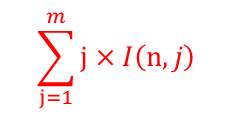 m
∑ j × I(n, j)
j=1